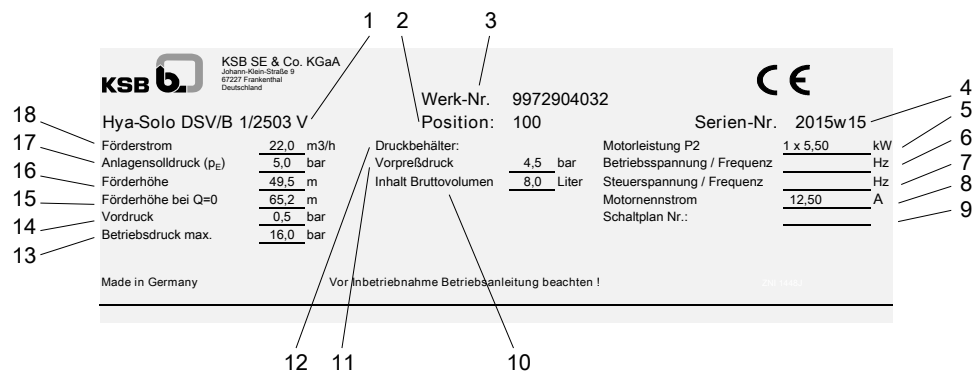 1 2 3
KSB b.
KSB SE & Co. KGaA
Johann-Klein-Straße 9
67227 Frankenthal
Deutschland
CE
Werk-Nr. 9972904032
4
Hya-Solo DSV/B 1/2503 V Position: 100 Serien-Nr. 2015w15
5
18 Förderstrom 22,0 m3/h Druckbehälter: Motorleistung P2 1 x 5,50 kW
6
17 Anlagensolldruck (pE) 5,0 bar Vorpreßdruck 4,5 bar Betriebsspannung / Frequenz Hz
7
16 Förderhöhe 49,5 m Inhalt Bruttovolumen 8,0 Liter Steuerspannung / Frequenz Hz
8
15 Förderhöhe bei Q=0 65,2 m Motornennstrom 12,50 A
9
14 Vordruck 0,5 bar Schaltplan Nr.:
13 Betriebsdruck max. 16,0 bar
Made in Germany Vor Inbetriebnahme Betriebsanleitung beachten !
12 11 10